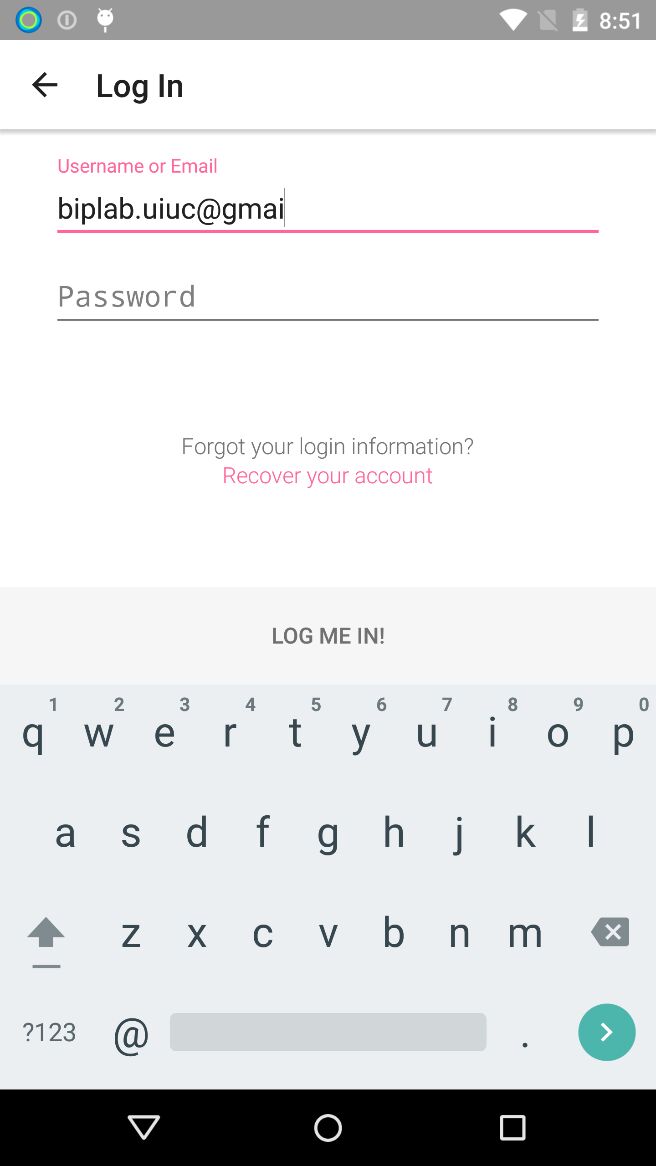 8:51
Log In
Username or Email
biplab.uiuc@gmai
Password
Forgot your login information?
Recover your account
LOG ME IN!
1 2 3 4 5 6 7 8 9 0
q w e r t y u i o p
a s d f g h j k l
z x c v b n m
?123 @ .